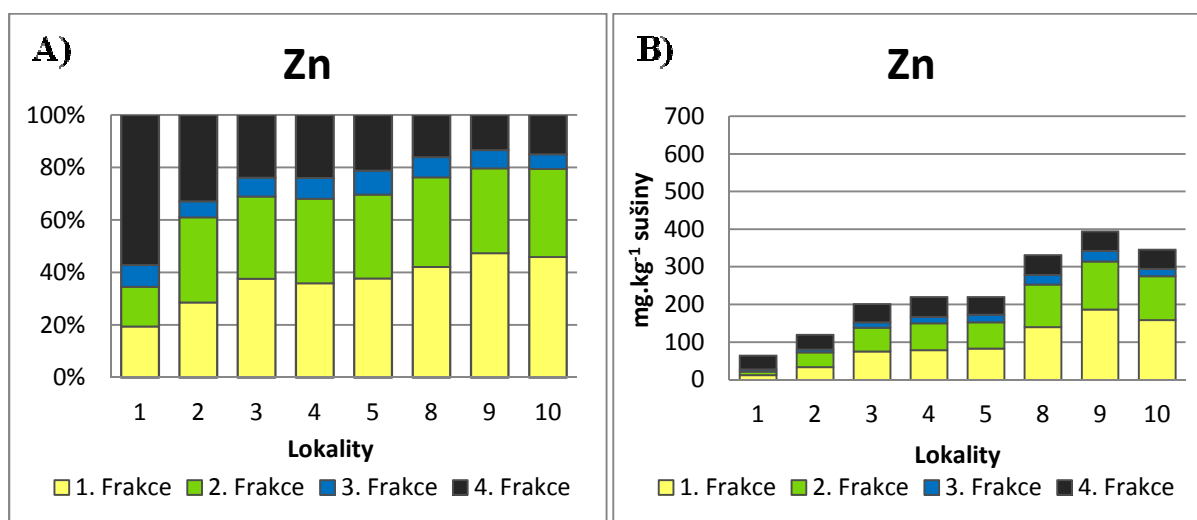 A)
Zn
100%
80%
60%
40%
20%
0%
1 2 3 4 5 8 9 10
Lokality
1. Frakce 2. Frakce 3. Frakce 4. Frakce
B)
Zn
mg.kg⁻¹ sušiny
700
600
500
400
300
200
100
0
1 2 3 4 5 8 9 10
Lokality
1. Frakce 2. Frakce 3. Frakce 4. Frakce